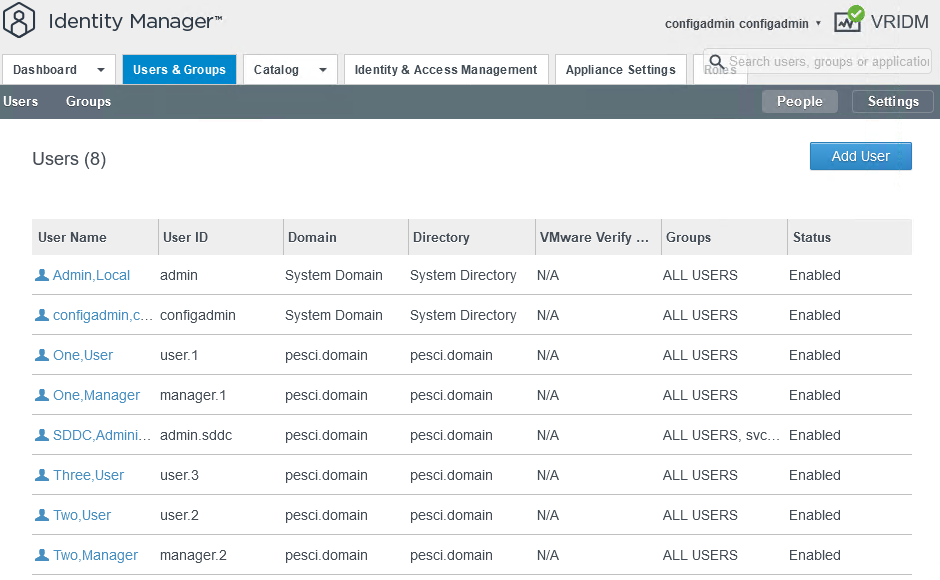 Identity Manager™
configadmin configadmin ▾ VRIDM
Dashboard Users & Groups Catalog Identity & Access Management Appliance Settings Roles Search users, groups or applicatio
Users Groups People Settings
Users (8) Add User
User Name User ID Domain Directory VMware Verify ... Groups Status
Admin,Local admin System Domain System Directory N/A ALL USERS Enabled
configadmin,c... configadmin System Domain System Directory N/A ALL USERS Enabled
One,User user.1 pesci.domain pesci.domain N/A ALL USERS Enabled
One,Manager manager.1 pesci.domain pesci.domain N/A ALL USERS Enabled
SDDC,Admini... admin.sddc pesci.domain pesci.domain N/A ALL USERS, svc... Enabled
Three,User user.3 pesci.domain pesci.domain N/A ALL USERS Enabled
Two,User user.2 pesci.domain pesci.domain N/A ALL USERS Enabled
Two,Manager manager.2 pesci.domain pesci.domain N/A ALL USERS Enabled